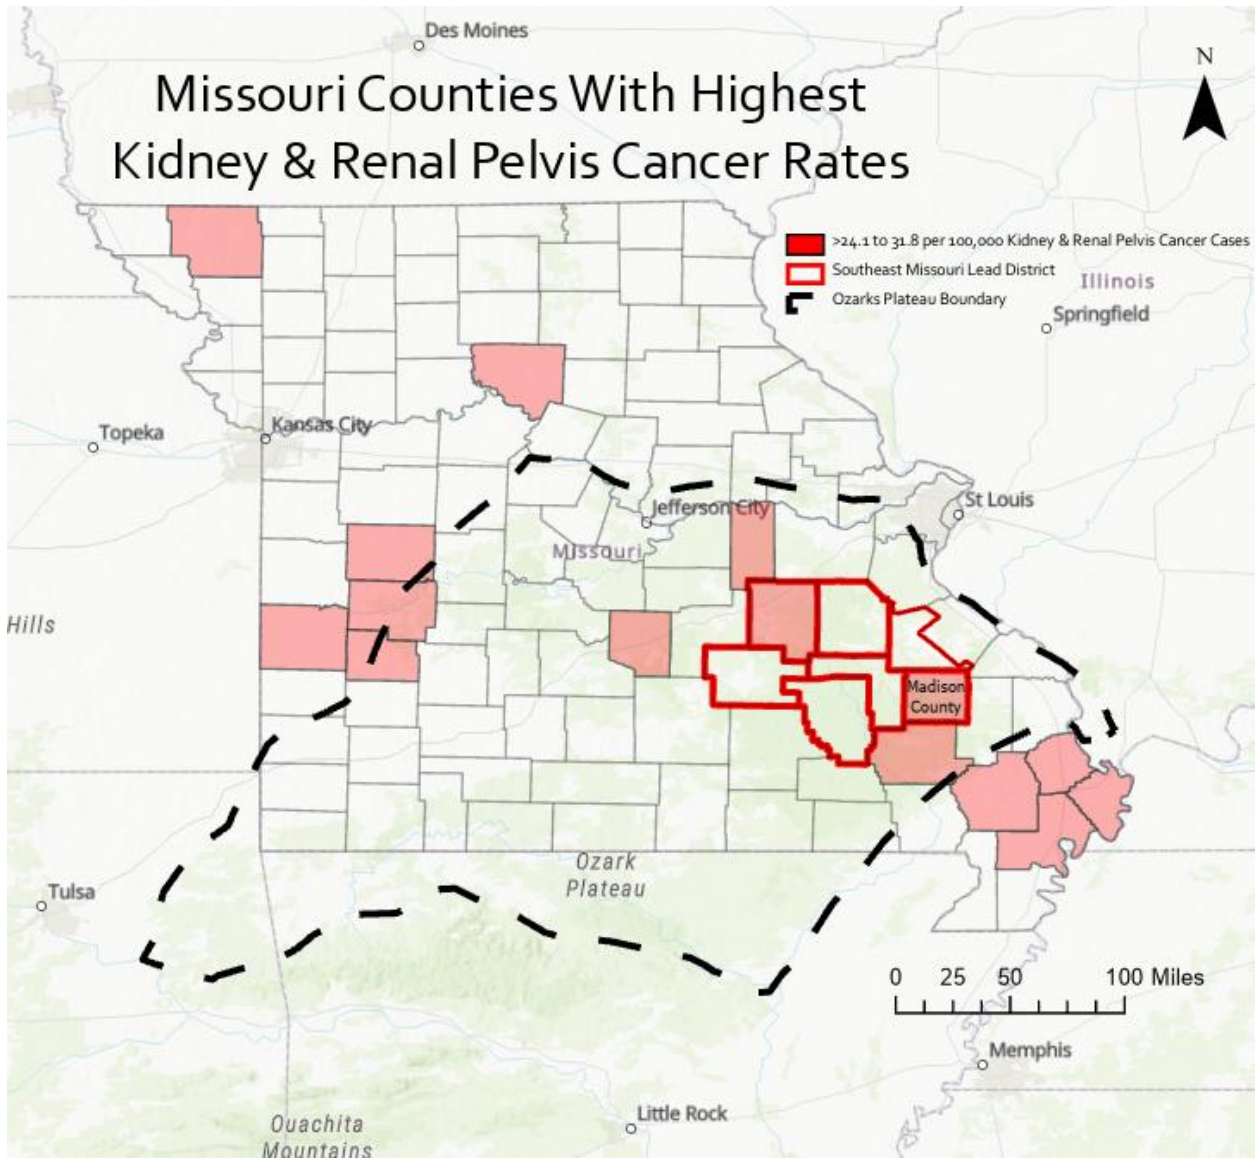 Des Moines
N
Missouri Counties With Highest
Kidney & Renal Pelvis Cancer Rates
>24.1 to 31.8 per 100,000 Kidney & Renal Pelvis Cancer Cases
Southeast Missouri Lead District
Ozarks Plateau Boundary
Illinois
Springfield
Topeka
Kansas City
St Louis
Jefferson City
Missouri
Hills
Madison
County
Ozark
Plateau
Tulsa
0 25 50 100 Miles
Memphis
Little Rock
Ouachita
Mountains